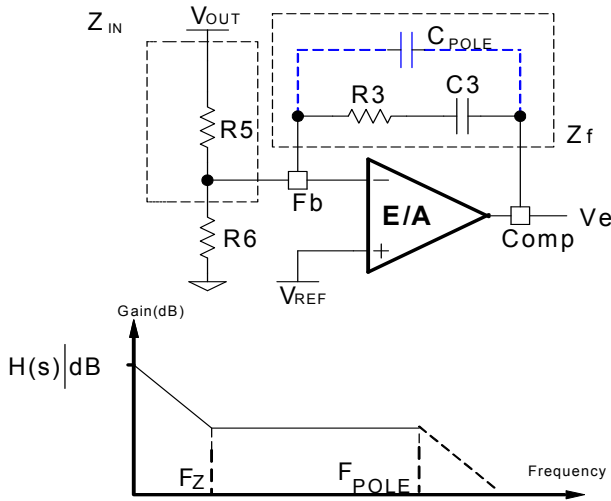 Z IN
VOUT
CPOLE
R3
C3
R5
Zf
Fb
E/A
Ve
R6
Comp
VREF
Gain(dB)
H(s)|dB
FZ
FPOLE
Frequency